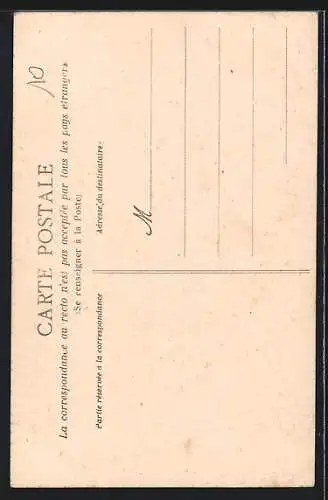 10
CARTE POSTALE
La correspondance au recto n'est pas acceptée par tous les pays étrangers
(Se renseigner à la Poste)
Partie réservée à la correspondance
Adresse du destinataire
M